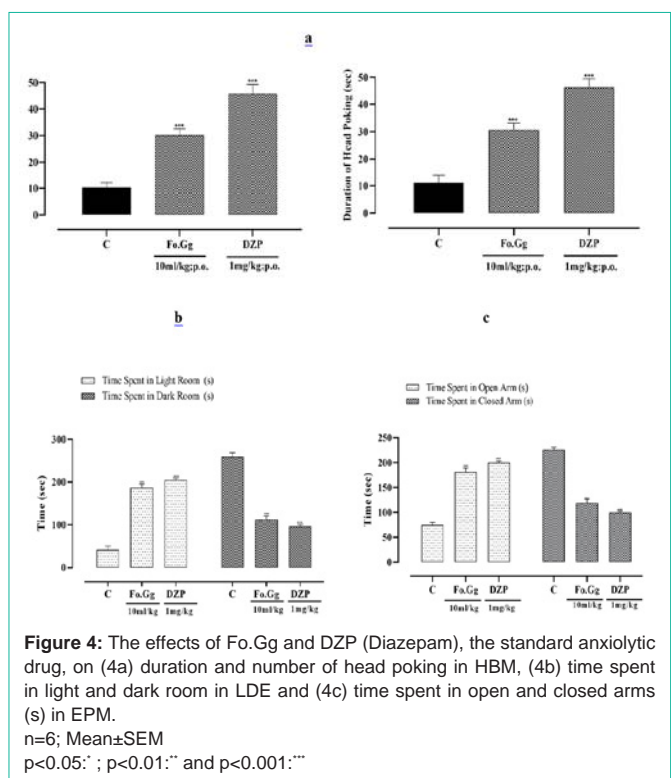 a
50
40
30
20
10
0
***
***
C
Fo.Gg
DZP
10ml/kg;p.o.
1mg/kg;p.o.
Duration of Head Poking (sec)
50
40
30
20
10
0
***
***
C
Fo.Gg
DZP
10ml/kg;p.o.
1mg/kg;p.o.
b
Time Spent in Light Room (s)
Time Spent in Dark Room (s)
Time (sec)
300
200
100
0
C
Fo.Gg
DZP
C
Fo.Gg
DZP
10ml/kg
1mg/kg
10ml/kg
1mg/kg
c
Time Spent in Open Arm (s)
Time Spent in Closed Arm (s)
Time (sec)
250
200
150
100
50
0
C
Fo.Gg
DZP
C
Fo.Gg
DZP
10ml/kg
1mg/kg
10ml/kg
1mg/kg
Figure 4: The effects of Fo.Gg and DZP (Diazepam), the standard anxiolytic
drug, on (4a) duration and number of head poking in HBM, (4b) time spent
in light and dark room in LDE and (4c) time spent in open and closed arms
(s) in EPM.
n=6; Mean±SEM
p<0.05:* ; p<0.01:** and p<0.001:***